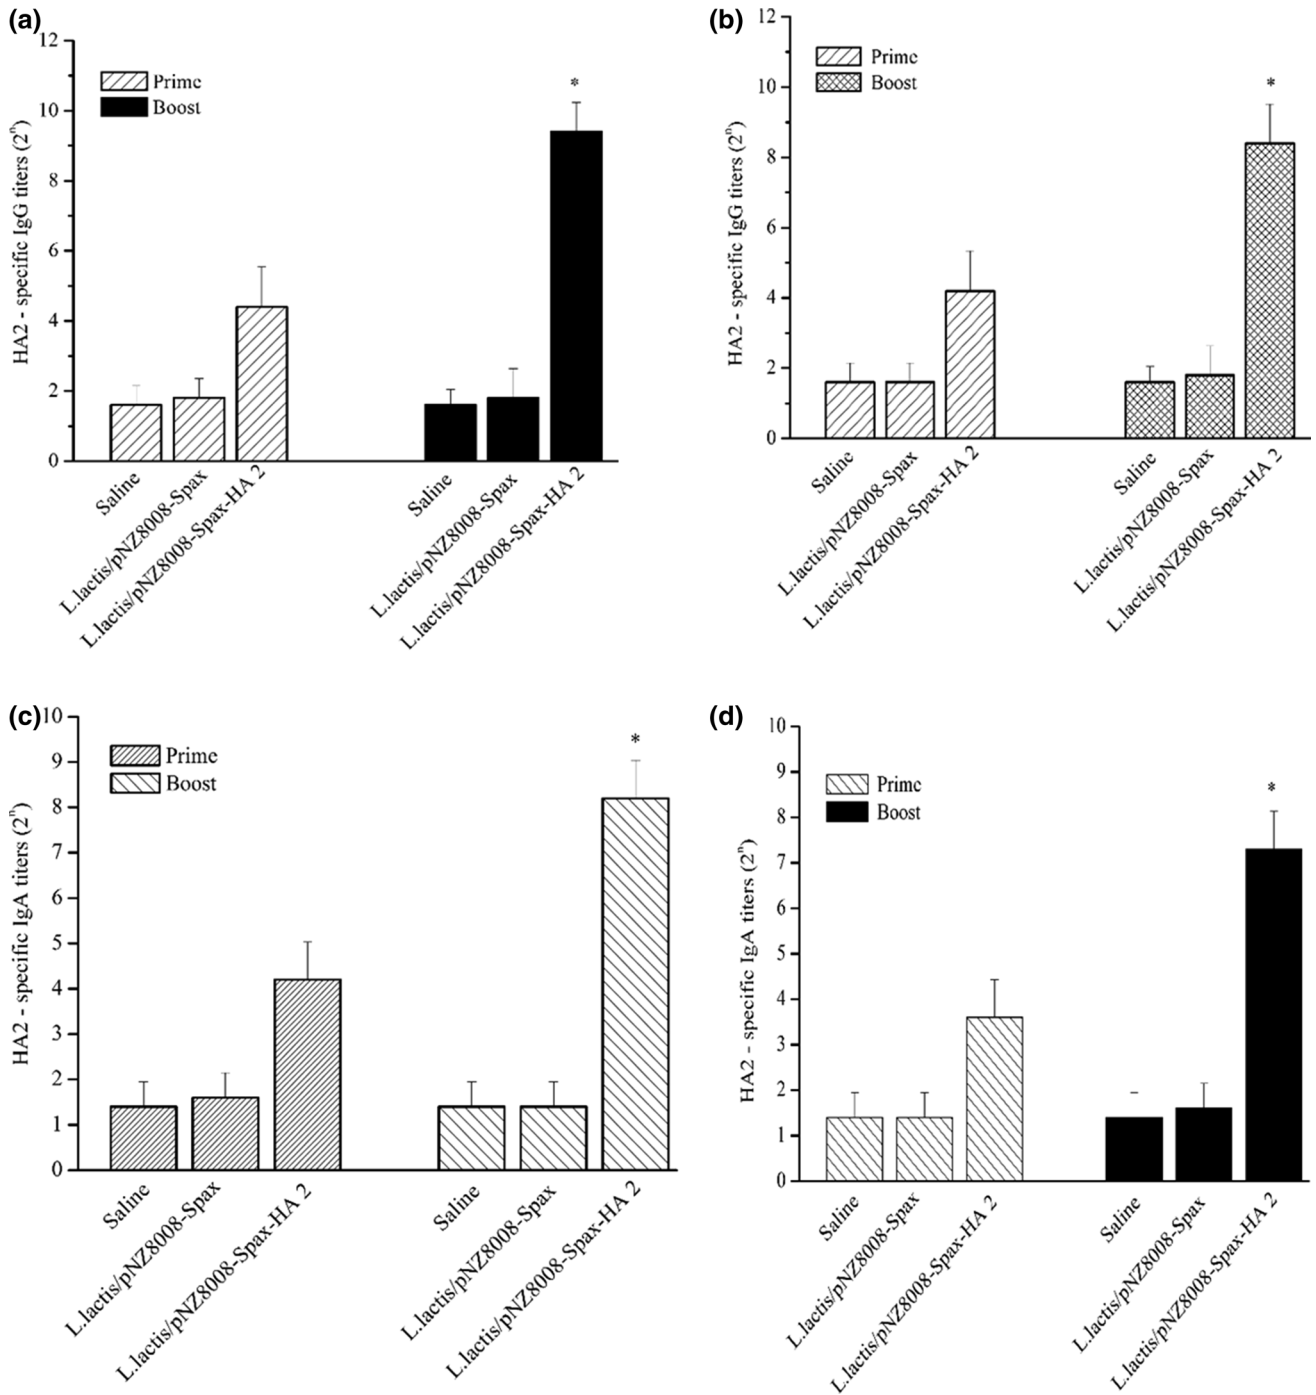 (a)
12
10
8
6
4
2
0
HA2 - specific IgG titers (2ⁿ)
Prime
Boost
*
Saline
L.lactis/pNZ8008-Spax
L.lactis/pNZ8008-Spax-HA 2
Saline
L.lactis/pNZ8008-Spax
L.lactis/pNZ8008-Spax-HA 2
(b)
12
10
8
6
4
2
0
HA2 - specific IgG titers (2ⁿ)
Prime
Boost
*
Saline
L.lactis/pNZ8008-Spax
L.lactis/pNZ8008-Spax-HA 2
Saline
L.lactis/pNZ8008-Spax
L.lactis/pNZ8008-Spax-HA 2
(c)
10
9
8
7
6
5
4
3
2
1
0
HA2 - specific IgA titers (2ⁿ)
Prime
Boost
*
Saline
L.lactis/pNZ8008-Spax
L.lactis/pNZ8008-Spax-HA 2
Saline
L.lactis/pNZ8008-Spax
L.lactis/pNZ8008-Spax-HA 2
(d)
10
9
8
7
6
5
4
3
2
1
0
HA2 - specific IgA titers (2ⁿ)
Prime
Boost
*
Saline
L.lactis/pNZ8008-Spax
L.lactis/pNZ8008-Spax-HA 2
Saline
L.lactis/pNZ8008-Spax
L.lactis/pNZ8008-Spax-HA 2